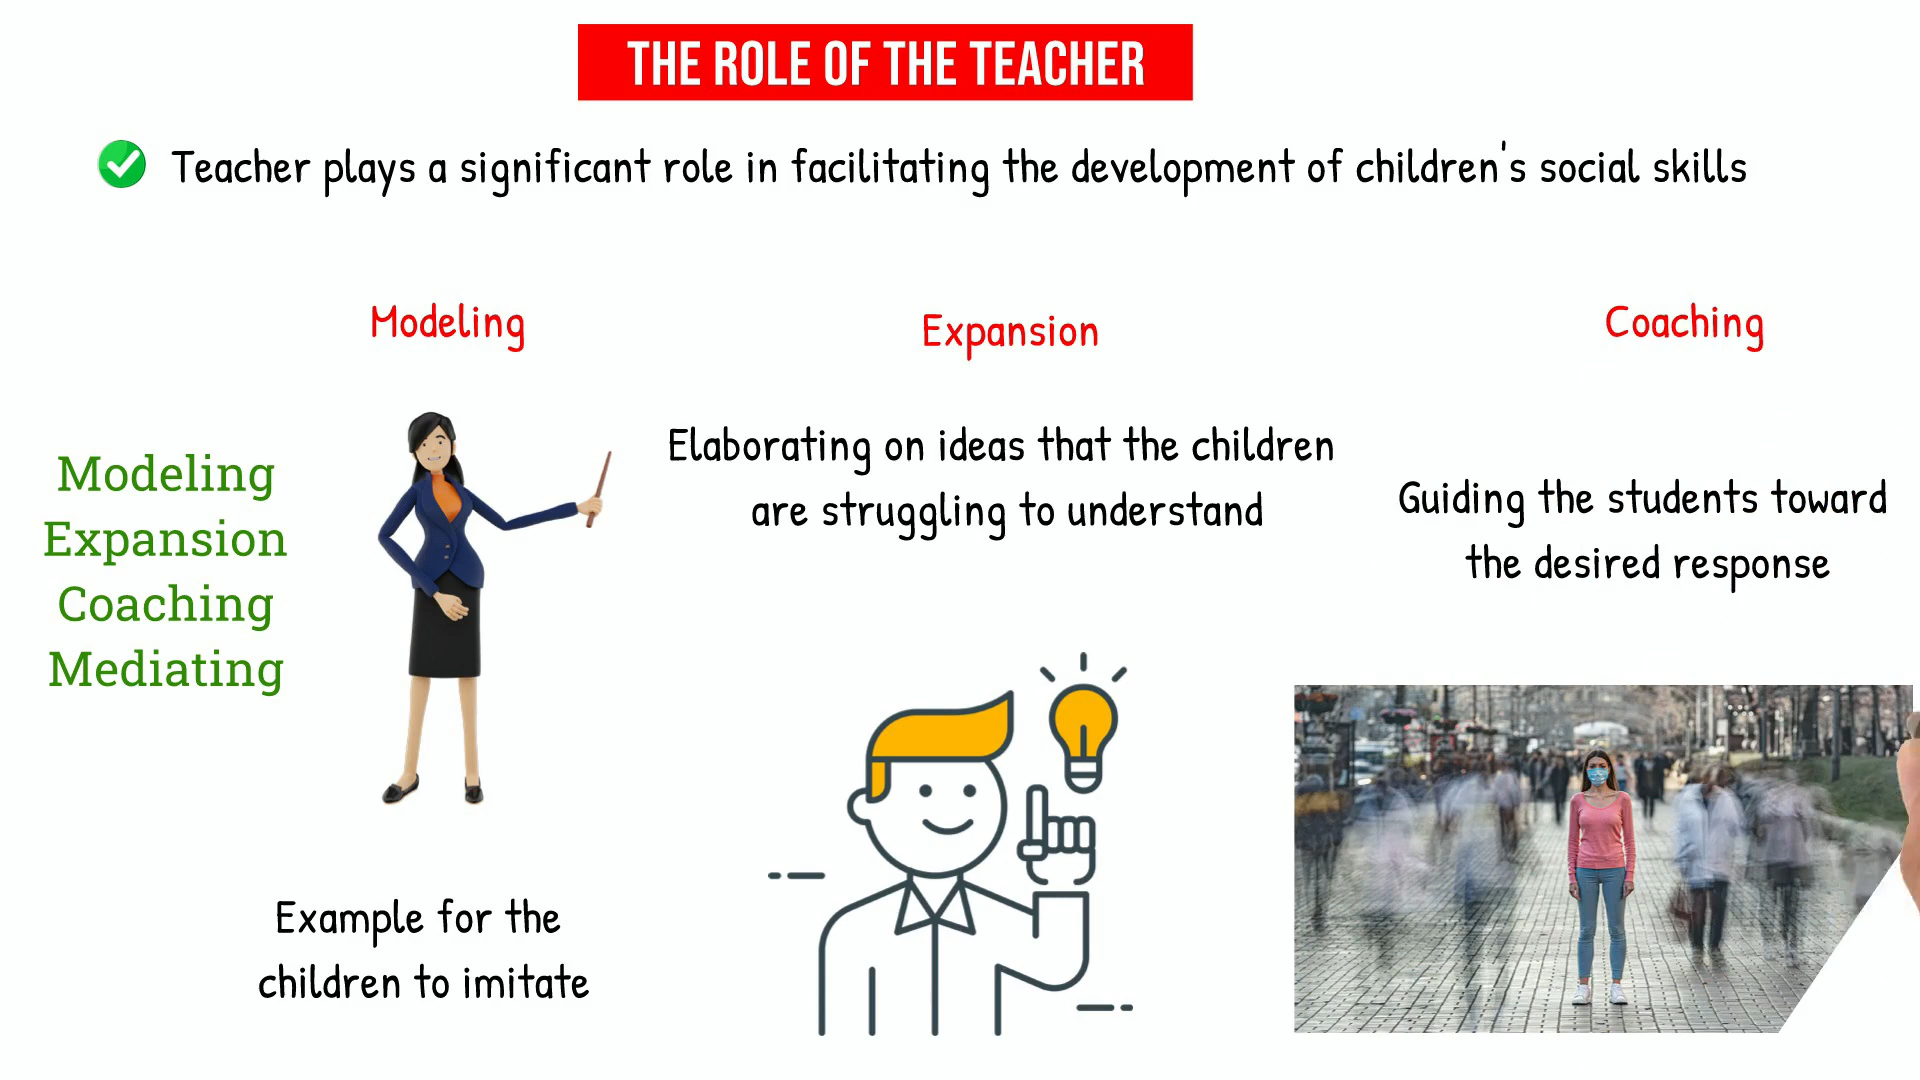 THE ROLE OF THE TEACHER
Teacher plays a significant role in facilitating the development of children's social skills
Modeling
Expansion
Coaching
Mediating
Modeling
Example for the
children to imitate
Expansion
Elaborating on ideas that the children
are struggling to understand
Coaching
Guiding the students toward
the desired response